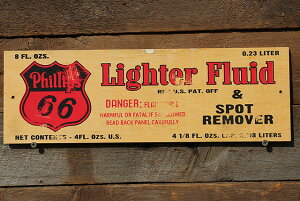 8 FL. OZS.
0.23 LITER
Phillips
66
Lighter Fluid
U.S. PAT. OFF
DANGER:
& SPOT
REMOVER
HARMFUL OR FATAL IF SWALLOWED
READ BACK PANEL CAREFULLY
NET CONTENTS - 4FL. OZS U.S.
4 1/8 FL. OZS LITERS